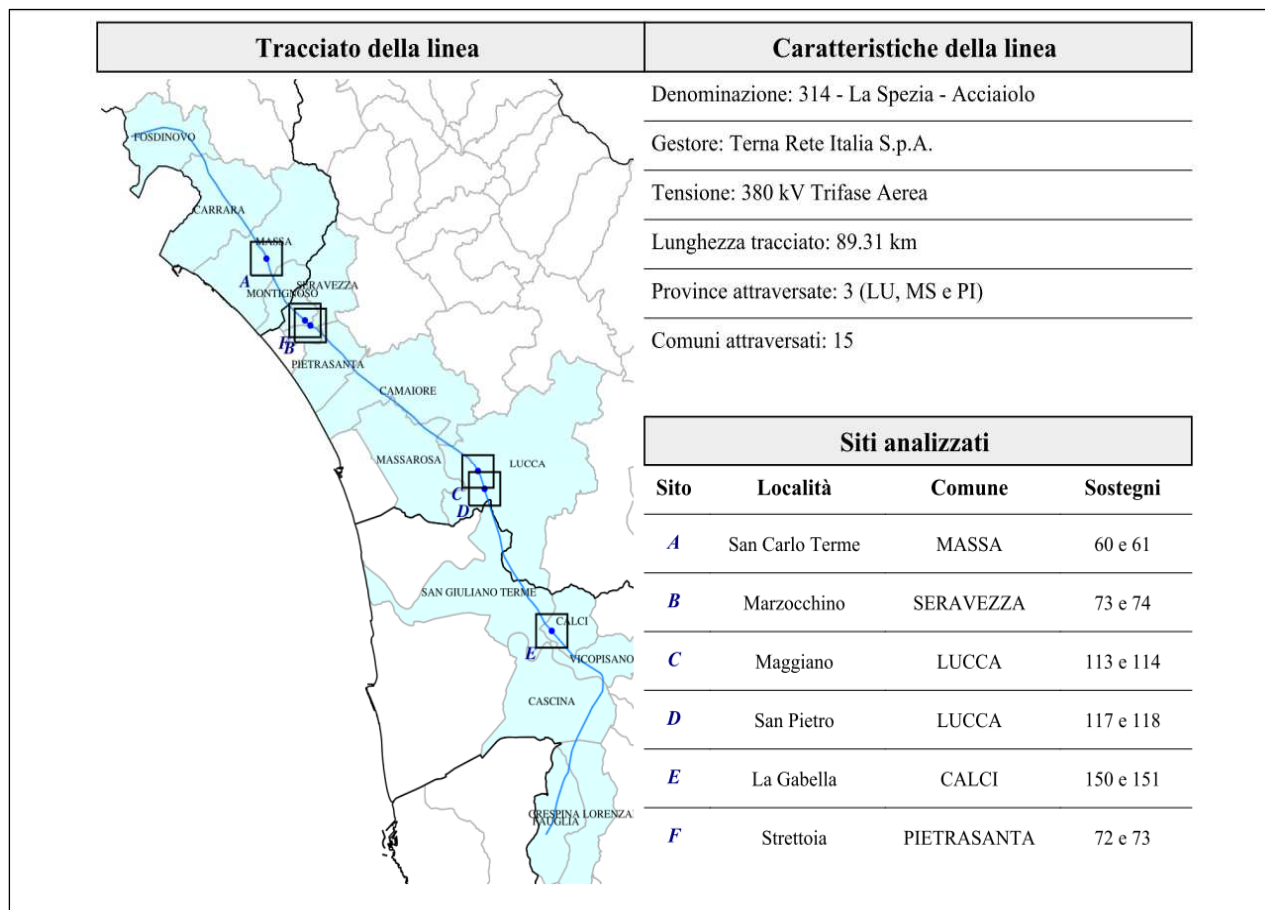 Tracciato della linea
Caratteristiche della linea
FOSDINOVO
CARRARA
MASSA
A
MONTIGNOSO
SERAVEZZA
F
B
PIETRASANTA
CAMAIORE
MASSAROSA
LUCCA
C
D
SAN GIULIANO TERME
CALCI
E
VICOPISANO
CASCINA
CRESPINA LORENZA
FAUGLIA
Denominazione: 314 - La Spezia - Acciaiolo
Gestore: Terna Rete Italia S.p.A.
Tensione: 380 kV Trifase Aerea
Lunghezza tracciato: 89.31 km
Province attraversate: 3 (LU, MS e PI)
Comuni attraversati: 15
Siti analizzati
Sito Località Comune Sostegni
A San Carlo Terme MASSA 60 e 61
B Marzocchino SERAVEZZA 73 e 74
C Maggiano LUCCA 113 e 114
D San Pietro LUCCA 117 e 118
E La Gabella CALCI 150 e 151
F Strettoia PIETRASANTA 72 e 73